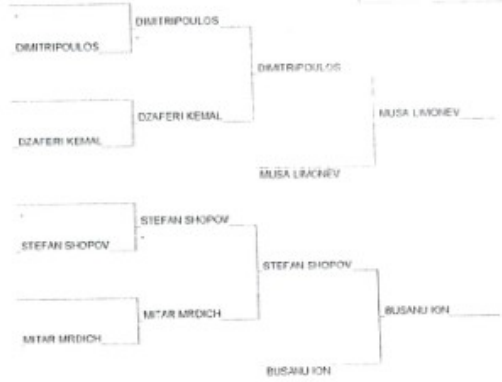 DIMITRIPOULOS
DIMITRIPOULOS
DIMITRIPOULOS
DZAFERI KEMAL
MUSA LIMONEV
DZAFERI KEMAL
MUSA LIMONEV
STEFAN SHOPOV
STEFAN SHOPOV
STEFAN SHOPOV
MITAR MRDICH
BUSANU ION
MITAR MRDICH
BUSANU ION